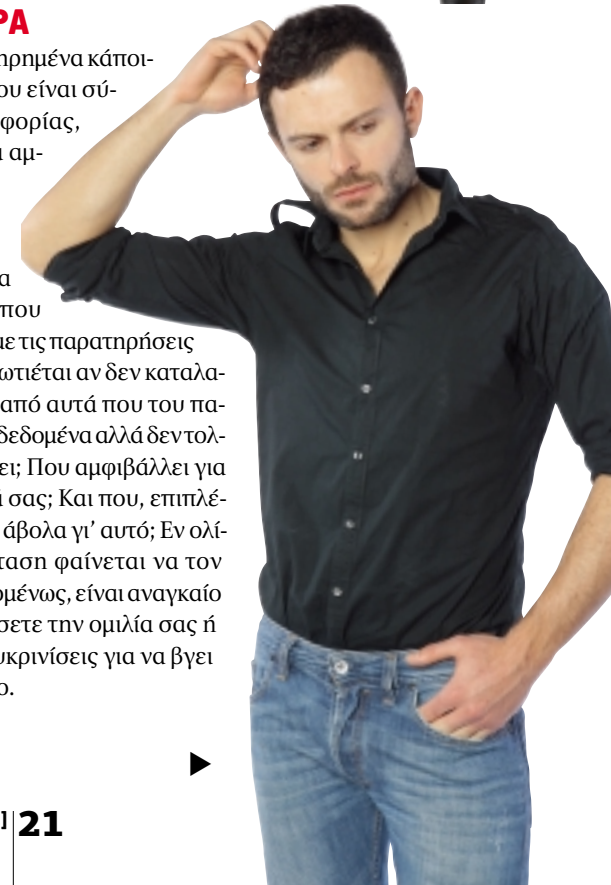 ΡΑ
ηρημένα κάποι-
ου είναι σύ-
φορίας,
ι αμ-
α
που
με τις παρατηρήσεις
ωτιέται αν δεν καταλα-
από αυτά που του πα-
δεδομένα αλλά δεν τολ-
ει; Που αμφιβάλλει για
ί σας; Και που, επιπλέ-
άβολα γι’ αυτό; Εν ολί-
ταση φαίνεται να τον
ομένως, είναι αναγκαίο
σετε την ομιλία σας ή
υκρινίσεις για να βγει
ο.
] 21